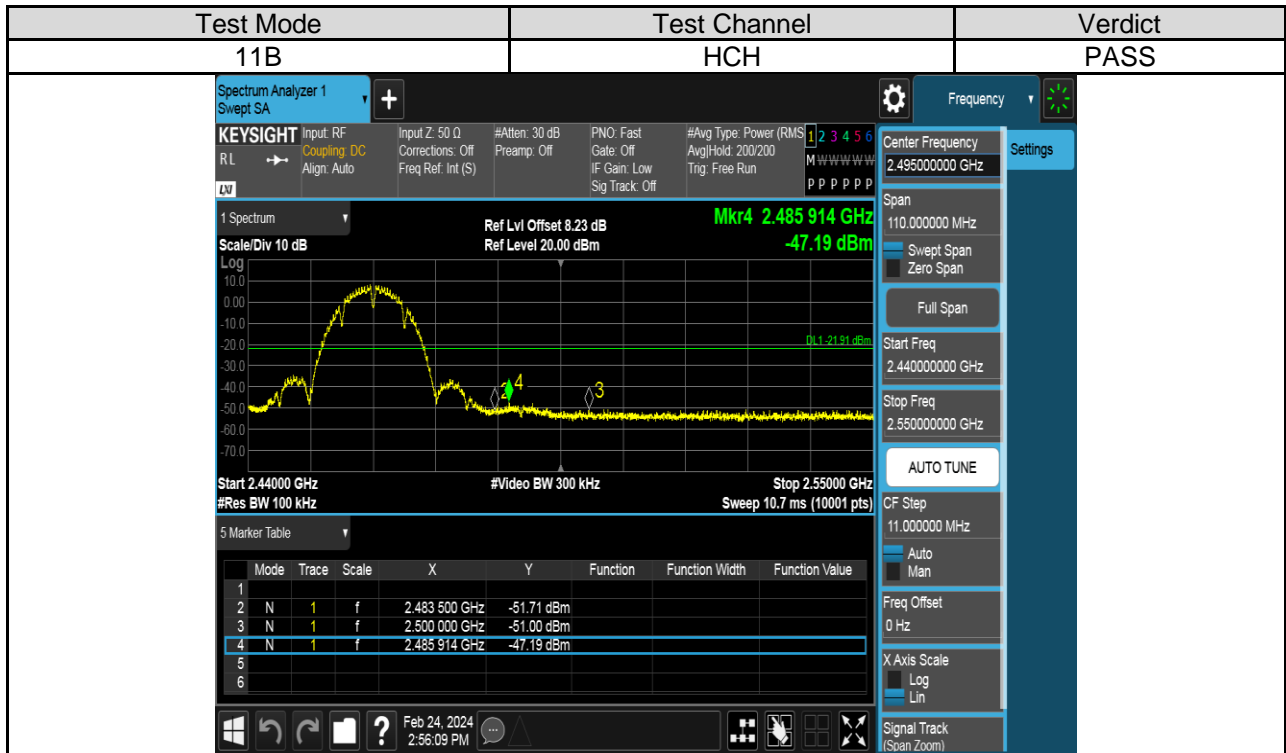 Test Mode Test Channel Verdict
11B HCH PASS
Spectrum Analyzer 1
Swept SA
+
Frequency
KEYSIGHT
RL
LXI
Input: RF
Coupling: DC
Align: Auto
Input Z: 50 Ω
Corrections: Off
Freq Ref: Int (S)
#Atten: 30 dB
Preamp: Off
PNO: Fast
Gate: Off
IF Gain: Low
Sig Track: Off
#Avg Type: Power (RMS
Avg|Hold: 200/200
Trig: Free Run
1 2 3 4 5 6
M W W W W W
P P P P P P
1 Spectrum
Scale/Div 10 dB
Ref Lvl Offset 8.23 dB
Ref Level 20.00 dBm
Mkr4 2.485 914 GHz
-47.19 dBm
Log
10.0
0.00
-10.0
-20.0
-30.0
-40.0
-50.0
-60.0
-70.0
DL1 -21.91 dBm
2 4 3
Start 2.44000 GHz #Video BW 300 kHz Stop 2.55000 GHz
#Res BW 100 kHz Sweep 10.7 ms (10001 pts)
5 Marker Table
Mode Trace Scale X Y Function Function Width Function Value
1
2 N 1 f 2.483 500 GHz -51.71 dBm
3 N 1 f 2.500 000 GHz -51.00 dBm
4 N 1 f 2.485 914 GHz -47.19 dBm
5
6
?
Feb 24, 2024
2:56:09 PM
Center Frequency
2.495000000 GHz
Settings
Span
110.000000 MHz
Swept Span
Zero Span
Full Span
Start Freq
2.440000000 GHz
Stop Freq
2.550000000 GHz
AUTO TUNE
CF Step
11.000000 MHz
Auto
Man
Freq Offset
0 Hz
X Axis Scale
Log
Lin
Signal Track
(Span Zoom)